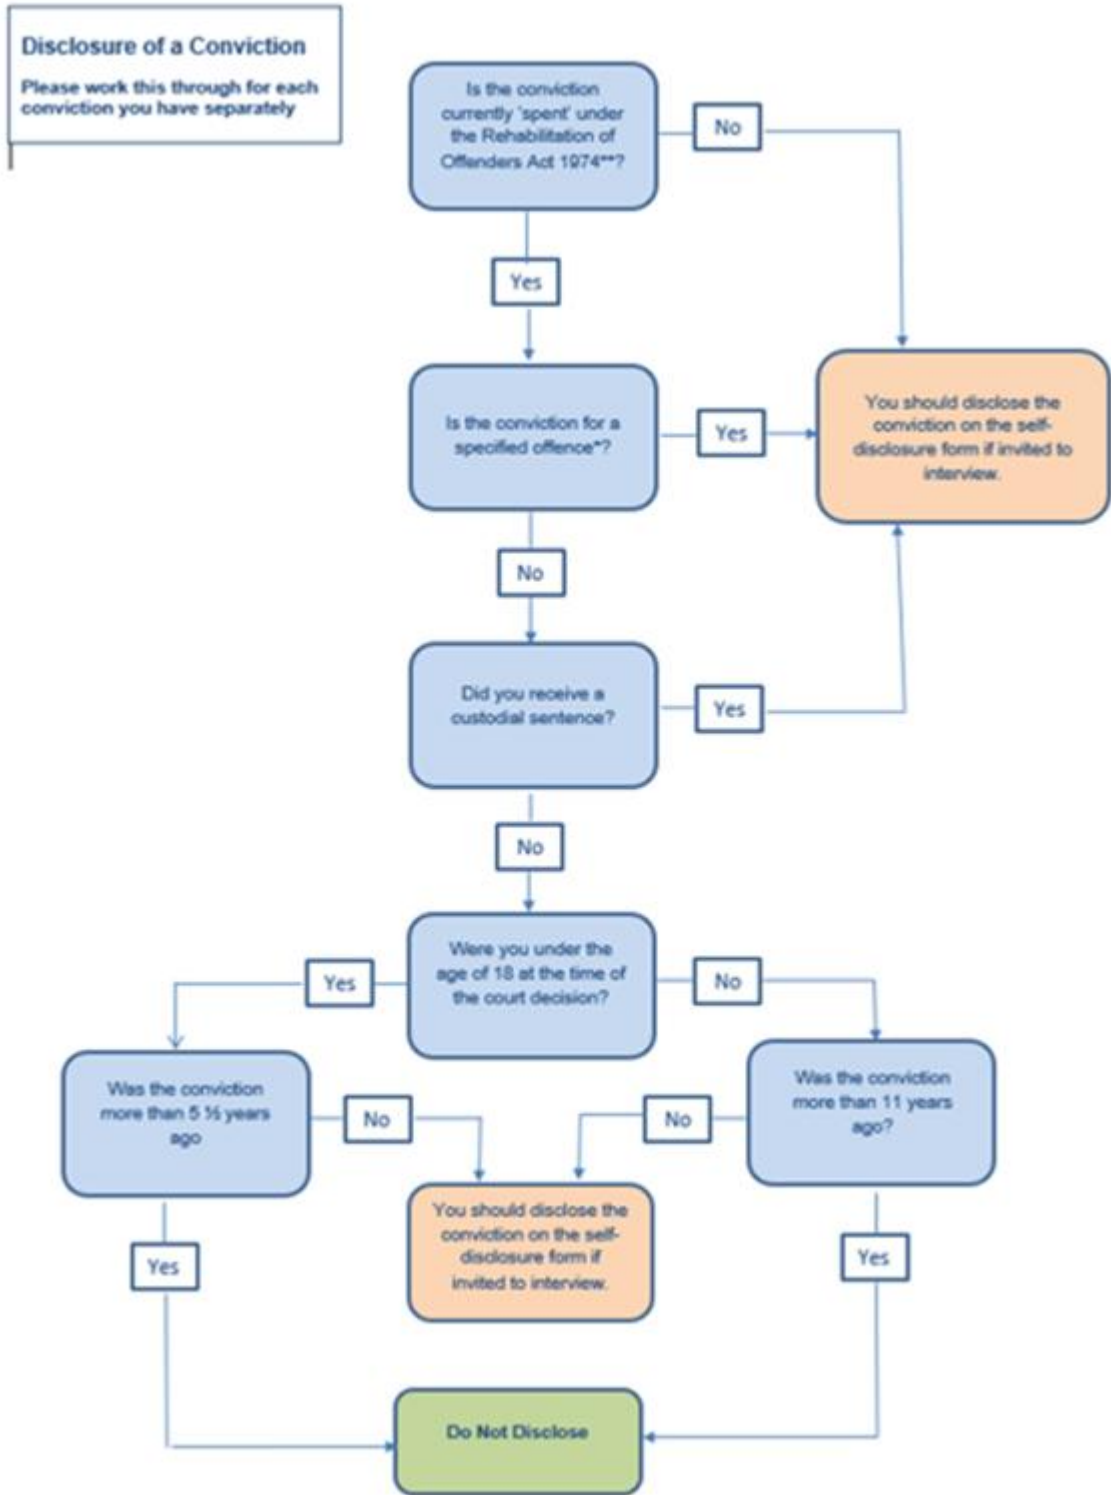 Disclosure of a Conviction
Please work this through for each
conviction you have separately
Is the conviction
currently 'spent' under
the Rehabilitation of
Offenders Act 1974**?
No
Yes
Is the conviction for a
specified offence*?
Yes
You should disclose the
conviction on the self-
disclosure form if invited to
interview.
No
Did you receive a
custodial sentence?
Yes
No
Were you under the
age of 18 at the time of
the court decision?
Yes
No
Was the conviction
more than 5 ½ years
ago
No
No
Was the conviction
more than 11 years
ago?
You should disclose the
conviction on the self-
disclosure form if
invited to interview.
Yes
Yes
Do Not Disclose